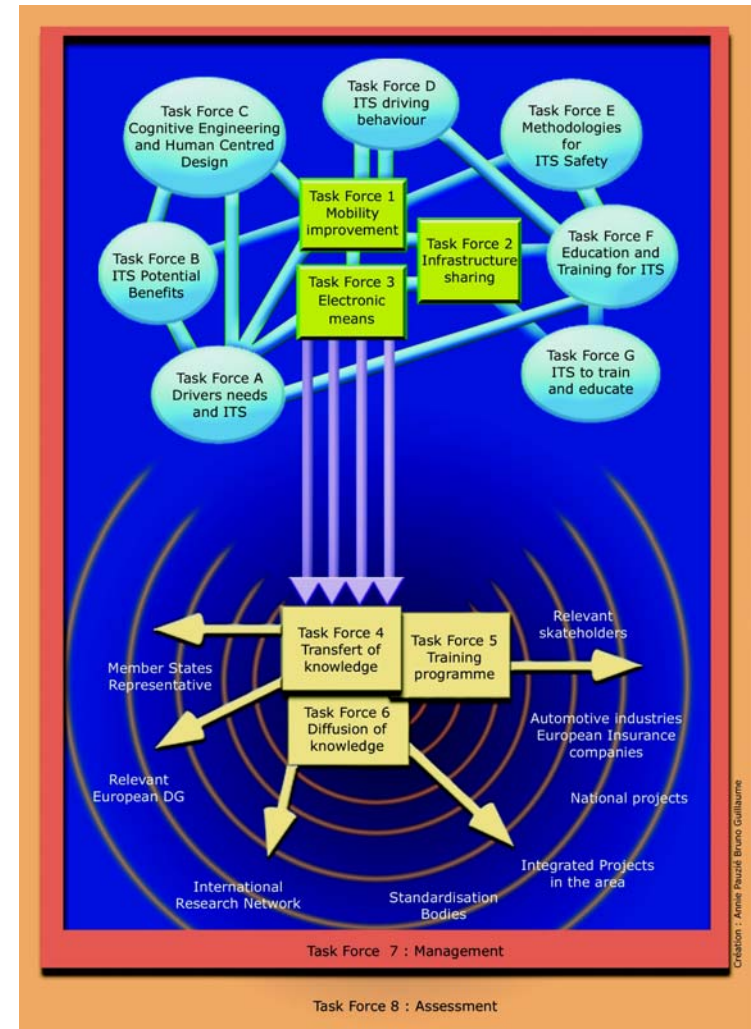 Task Force D
ITS driving
behaviour
Task Force C
Cognitive Engineering
and Human Centred
Design
Task Force E
Methodologies
for
ITS Safety
Task Force 1
Mobility
improvement
Task Force 2
Infrastructure
sharing
Task Force F
Education and
Training for ITS
Task Force B
ITS Potential
Benefits
Task Force 3
Electronic
means
Task Force A
Drivers needs
and ITS
Task Force G
ITS to train
and educate
Task Force 4
Transfert of
knowledge
Task Force 5
Training
programme
Relevant
skateholders
Member States
Representative
Task Force 6
Diffusion of
knowledge
Automotive industries
European Insurance
companies
Relevant
European DG
National projects
Integrated Projects
in the area
International
Research Network
Standardisation
Bodies
Task Force 7 : Management
Task Force 8 : Assessment
Création : Annie Pauzié Bruno Guillaume